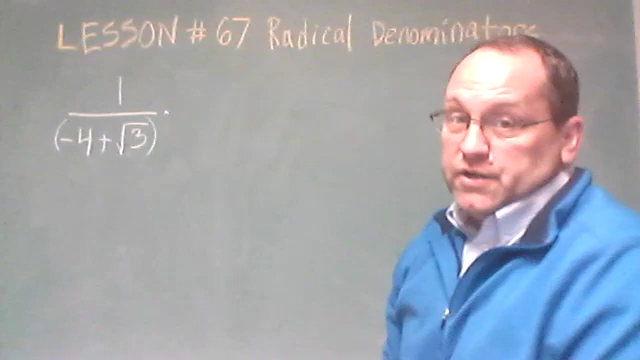 LESSON # 67 Radical Denominators
1
(-4+√3) ·